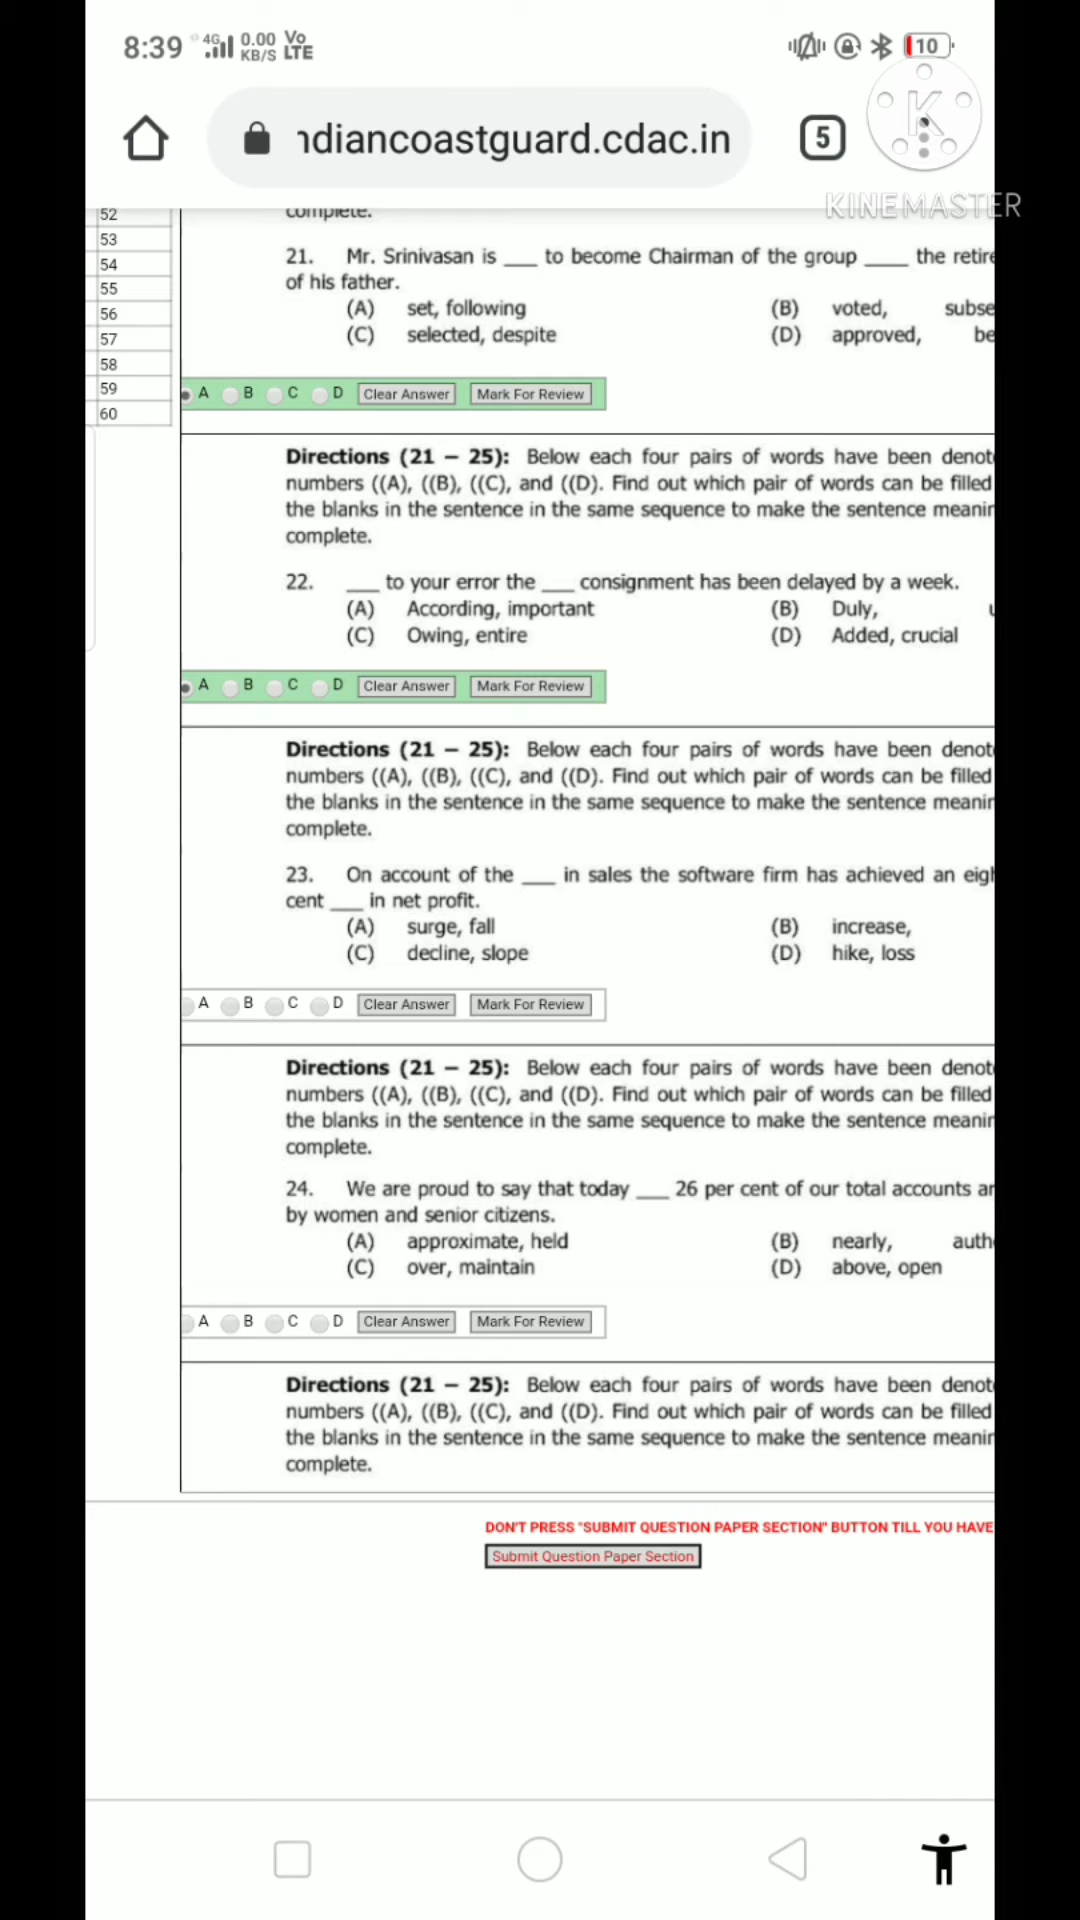 8:39 4G 0.00 KB/S Vo LTE 10
ndiancoastguard.cdac.in 5
K
KINEMASTER
52
complete.
53
54
55
56
57
58
59
60
21. Mr. Srinivasan is ___ to become Chairman of the group ____ the retire
of his father.
(A) set, following (B) voted, subse
(C) selected, despite (D) approved, be
A B C D Clear Answer Mark For Review
Directions (21 – 25): Below each four pairs of words have been denot
numbers ((A), ((B), ((C), and ((D). Find out which pair of words can be filled
the blanks in the sentence in the same sequence to make the sentence meanin
complete.
22. ___ to your error the ___ consignment has been delayed by a week.
(A) According, important (B) Duly,
(C) Owing, entire (D) Added, crucial
A B C D Clear Answer Mark For Review
Directions (21 – 25): Below each four pairs of words have been denot
numbers ((A), ((B), ((C), and ((D). Find out which pair of words can be filled
the blanks in the sentence in the same sequence to make the sentence meanin
complete.
23. On account of the ___ in sales the software firm has achieved an eigh
cent ___ in net profit.
(A) surge, fall (B) increase,
(C) decline, slope (D) hike, loss
A B C D Clear Answer Mark For Review
Directions (21 – 25): Below each four pairs of words have been denot
numbers ((A), ((B), ((C), and ((D). Find out which pair of words can be filled
the blanks in the sentence in the same sequence to make the sentence meanin
complete.
24. We are proud to say that today ___ 26 per cent of our total accounts ar
by women and senior citizens.
(A) approximate, held (B) nearly, auth
(C) over, maintain (D) above, open
A B C D Clear Answer Mark For Review
Directions (21 – 25): Below each four pairs of words have been denot
numbers ((A), ((B), ((C), and ((D). Find out which pair of words can be filled
the blanks in the sentence in the same sequence to make the sentence meanin
complete.
DON'T PRESS "SUBMIT QUESTION PAPER SECTION" BUTTON TILL YOU HAVE
Submit Question Paper Section